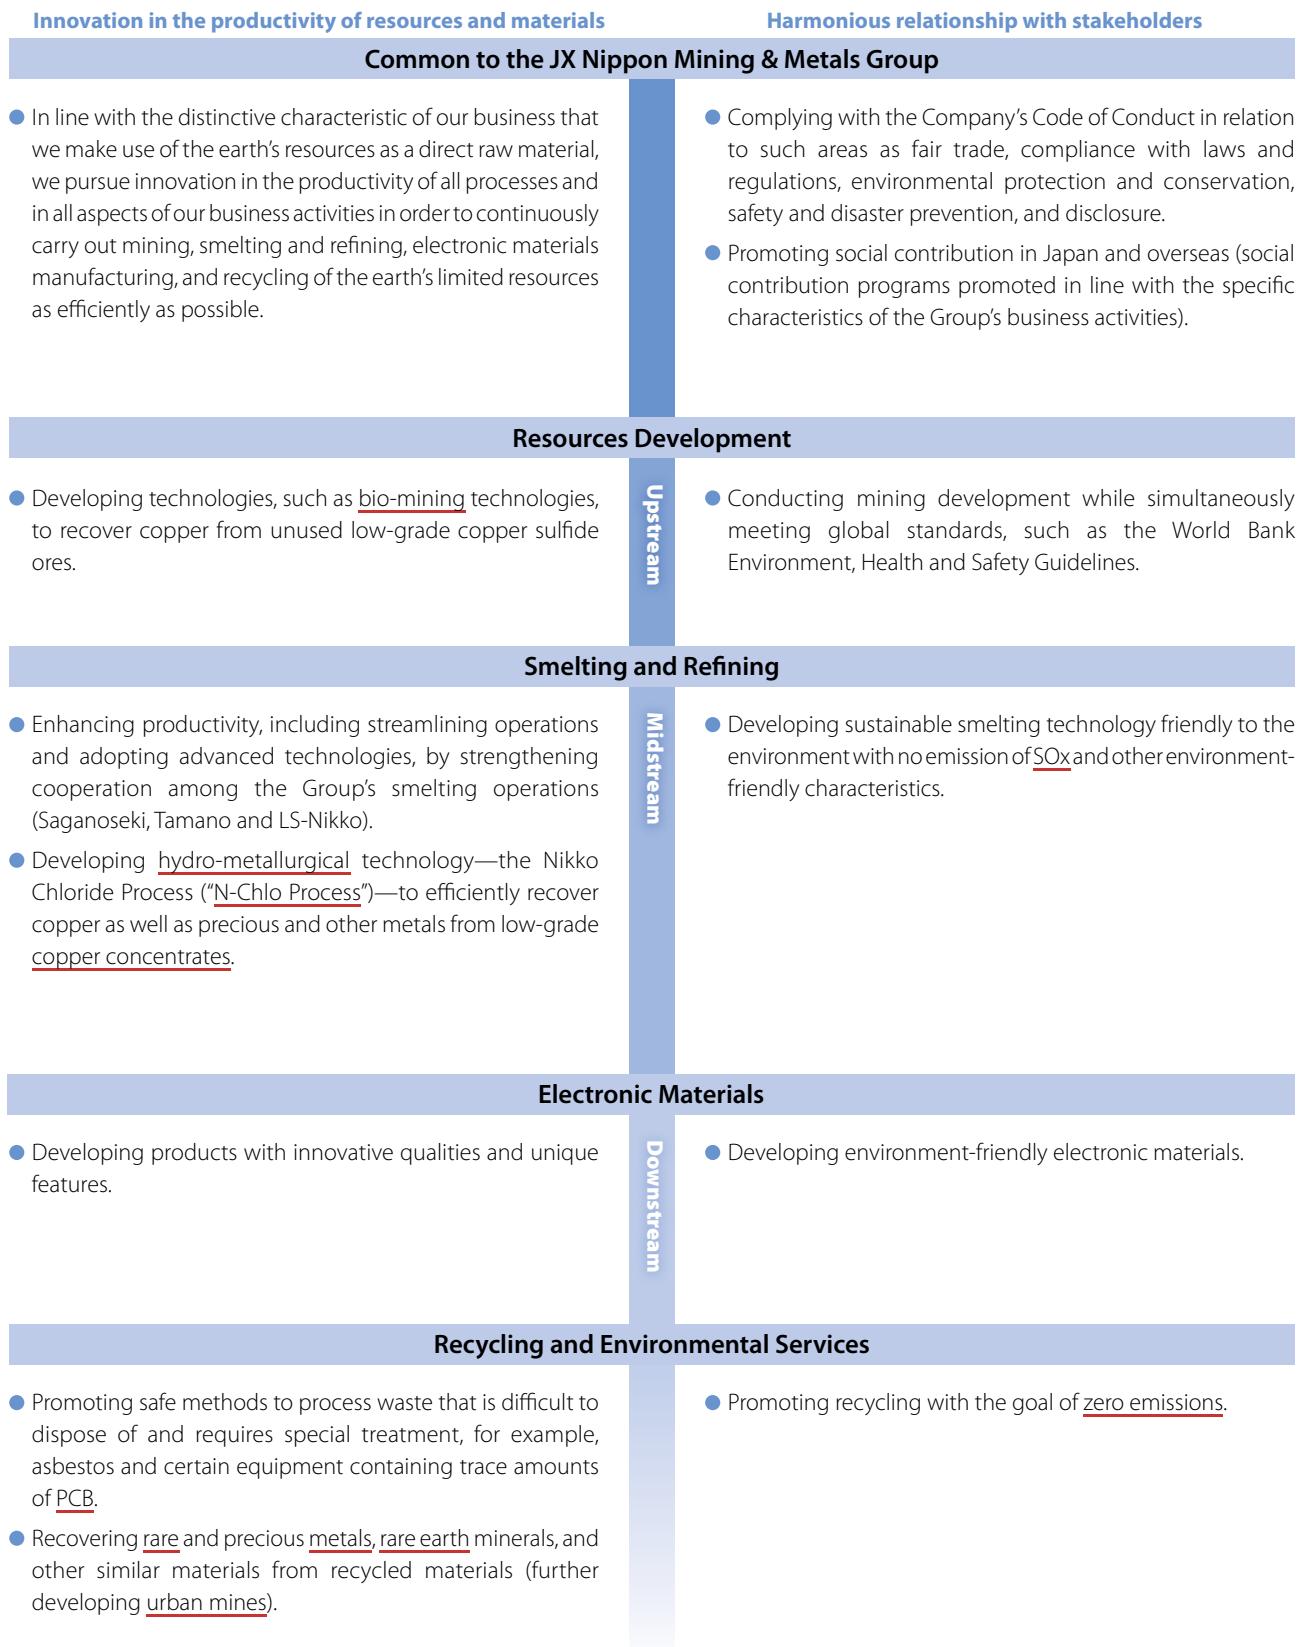 Innovation in the productivity of resources and materials
Harmonious relationship with stakeholders
Common to the JX Nippon Mining & Metals Group
● In line with the distinctive characteristic of our business that
we make use of the earth's resources as a direct raw material,
we pursue innovation in the productivity of all processes and
in all aspects of our business activities in order to continuously
carry out mining, smelting and refining, electronic materials
manufacturing, and recycling of the earth's limited resources
as efficiently as possible.
● Complying with the Company's Code of Conduct in relation
to such areas as fair trade, compliance with laws and
regulations, environmental protection and conservation,
safety and disaster prevention, and disclosure.
● Promoting social contribution in Japan and overseas (social
contribution programs promoted in line with the specific
characteristics of the Group's business activities).
Resources Development
● Developing technologies, such as bio-mining technologies,
to recover copper from unused low-grade copper sulfide
ores.
Upstream
● Conducting mining development while simultaneously
meeting global standards, such as the World Bank
Environment, Health and Safety Guidelines.
Smelting and Refining
● Enhancing productivity, including streamlining operations
and adopting advanced technologies, by strengthening
cooperation among the Group's smelting operations
(Saganoseki, Tamano and LS-Nikko).
● Developing hydro-metallurgical technology—the Nikko
Chloride Process ("N-Chlo Process")—to efficiently recover
copper as well as precious and other metals from low-grade
copper concentrates.
Midstream
● Developing sustainable smelting technology friendly to the
environment with no emission of SOx and other environment-
friendly characteristics.
Electronic Materials
● Developing products with innovative qualities and unique
features.
Downstream
● Developing environment-friendly electronic materials.
Recycling and Environmental Services
● Promoting safe methods to process waste that is difficult to
dispose of and requires special treatment, for example,
asbestos and certain equipment containing trace amounts
of PCB.
● Recovering rare and precious metals, rare earth minerals, and
other similar materials from recycled materials (further
developing urban mines).
● Promoting recycling with the goal of zero emissions.